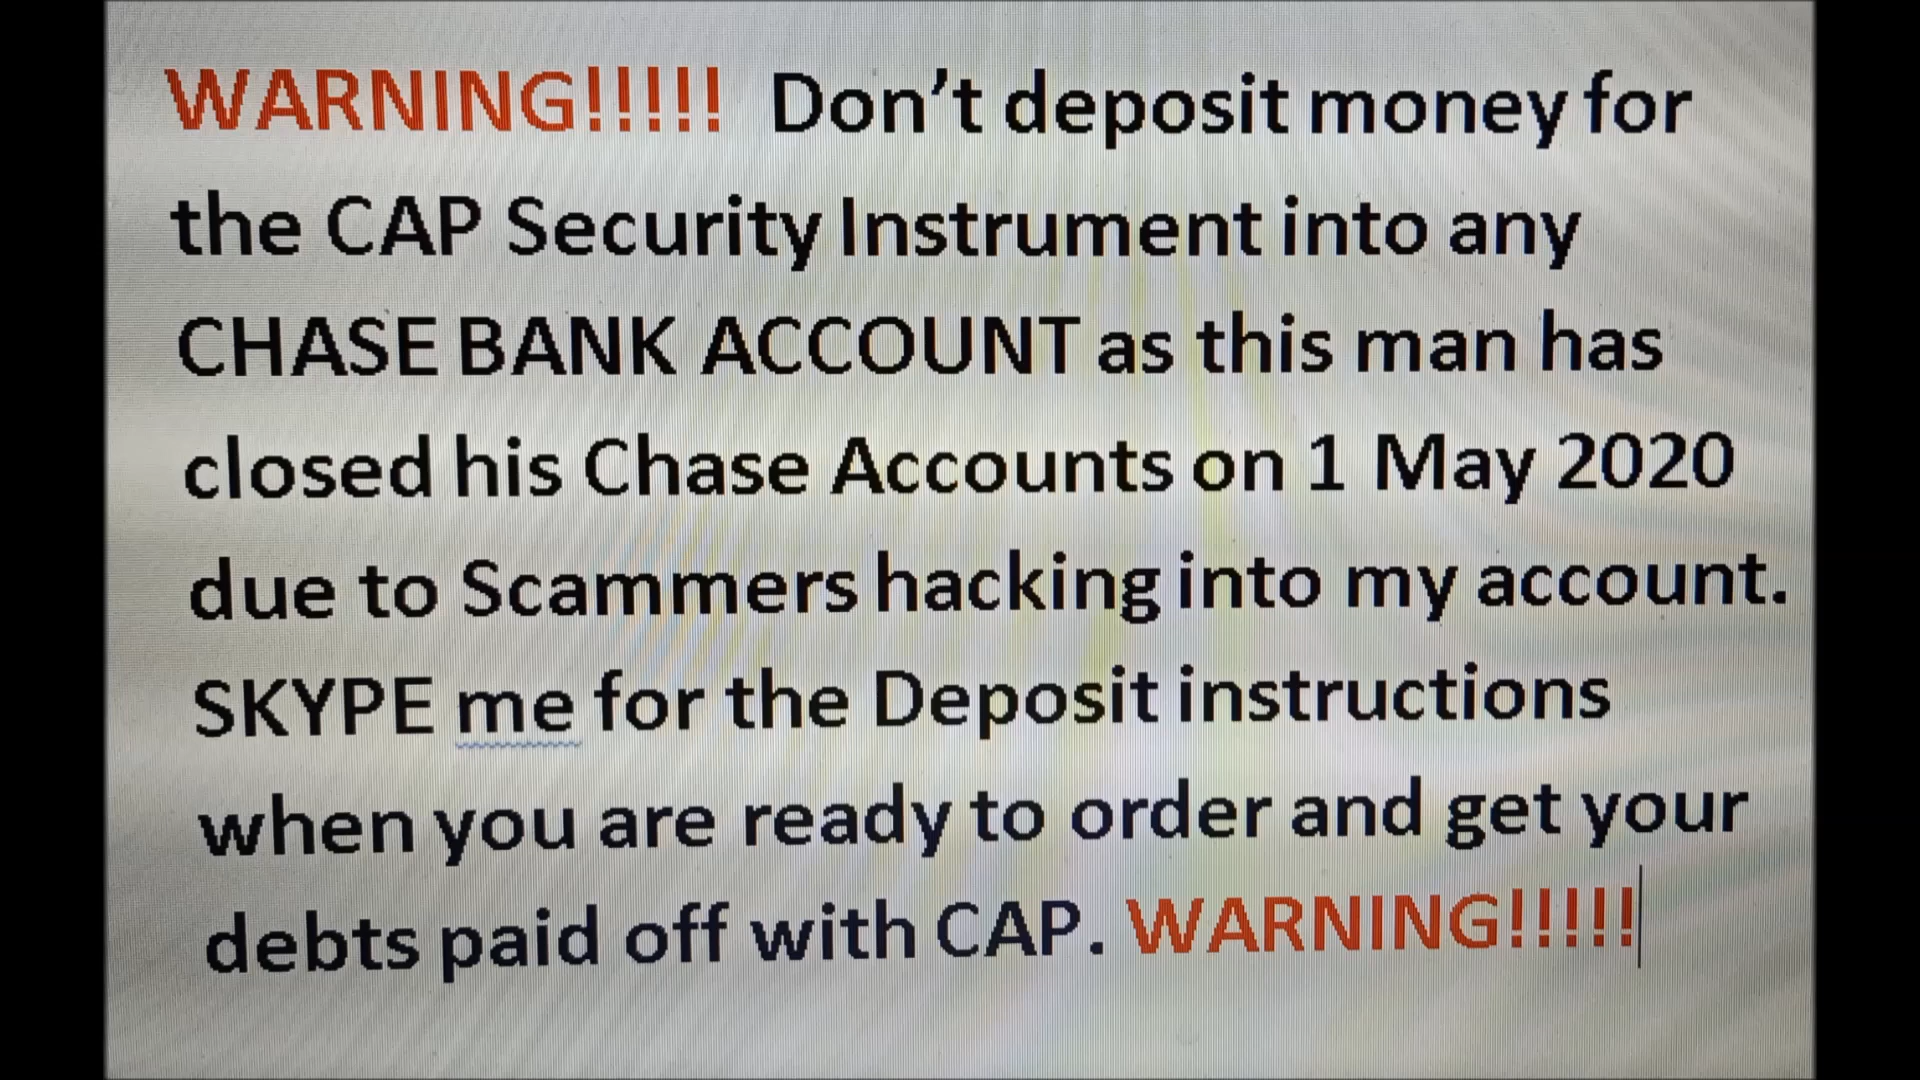 WARNING!!!!! Don't deposit money for
the CAP Security Instrument into any
CHASE BANK ACCOUNT as this man has
closed his Chase Accounts on 1 May 2020
due to Scammers hacking into my account.
SKYPE me for the Deposit instructions
when you are ready to order and get your
debts paid off with CAP. WARNING!!!!!